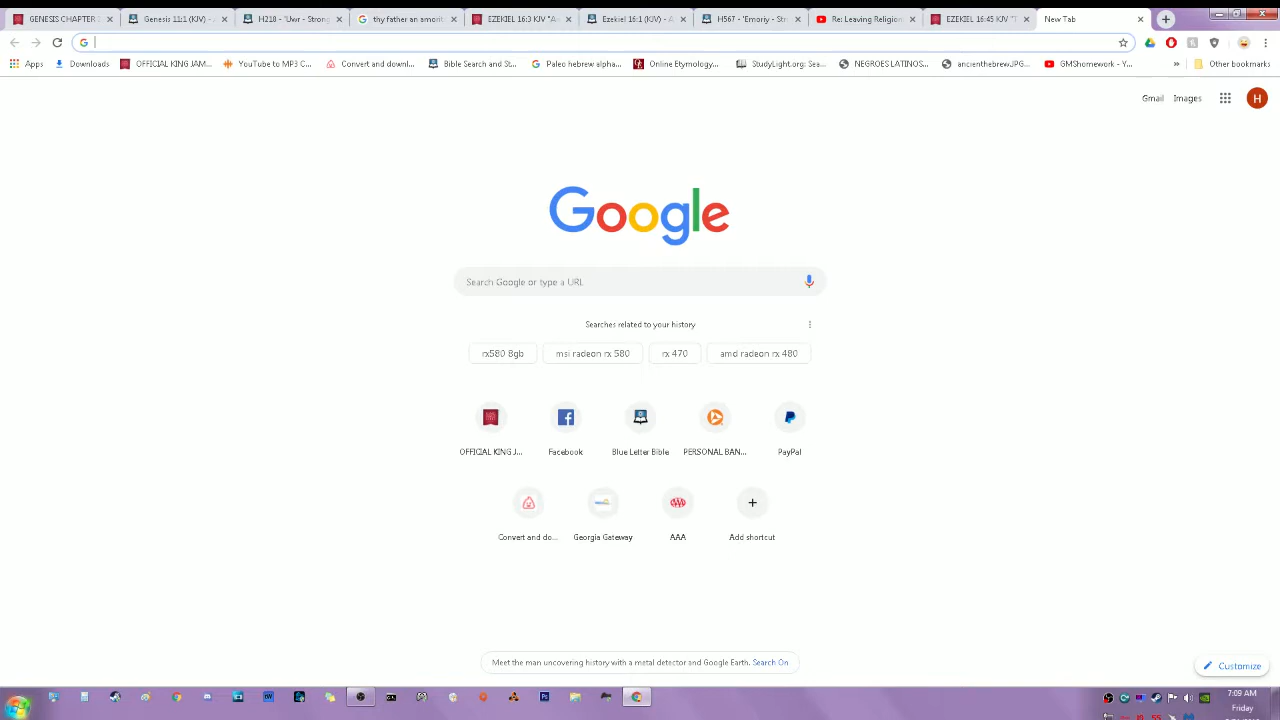 GENESIS CHAPTER
Genesis 11:1 (KJV) -
H218 - 'Uwr - Strong
thy father an amorit
EZEKIEL
Ezekiel 16:1 (KJV) - A
H567 - 'Emoriy - Stro
Re: Leaving Religion
EZEKIEL
KJV "T
New Tab
Apps
Downloads
OFFICIAL KING JAM...
YouTube to MP3 C...
Convert and downl...
Bible Search and St...
Paleo hebrew alpha...
Online Etymology...
StudyLight.org: Sea...
NEGROES LATINOS...
ancienthebrewJPG...
GMShomework - Y...
»
Other bookmarks
Gmail
Images
H
Google
Search Google or type a URL
Searches related to your history
rx580 8gb
msi radeon rx 580
rx 470
amd radeon rx 480
OFFICIAL KING J...
Facebook
Blue Letter Bible
PERSONAL BAN...
PayPal
Convert and do...
Georgia Gateway
AAA
Add shortcut
Meet the man uncovering history with a metal detector and Google Earth. Search On
Customize
7:09 AM
Friday